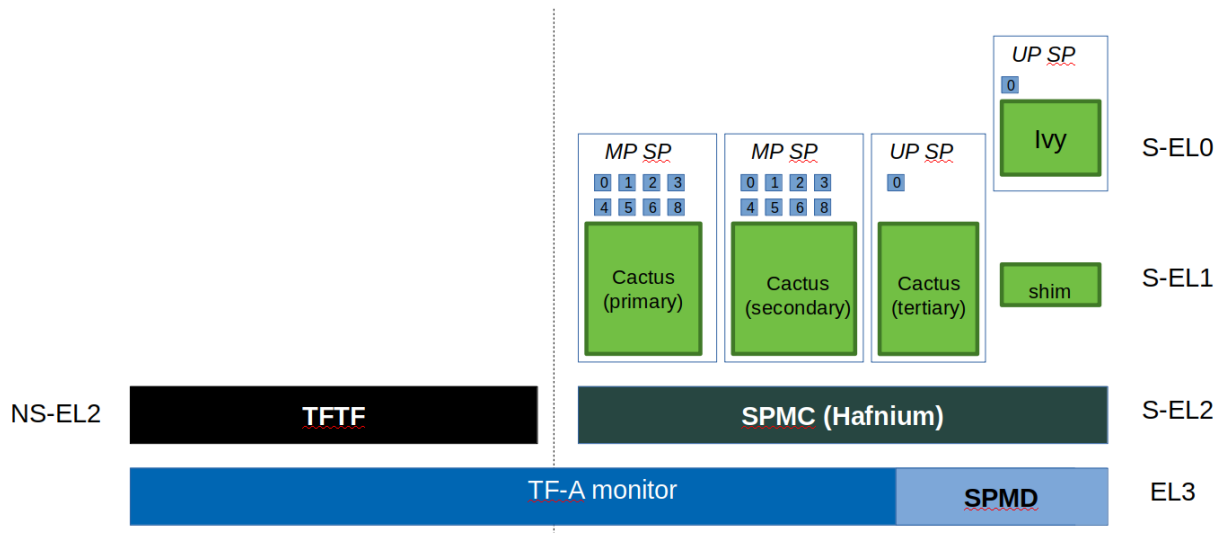 UP SP
0
Ivy
S-EL0
MP SP
0 1 2 3
4 5 6 8
Cactus
(primary)
MP SP
0 1 2 3
4 5 6 8
Cactus
(secondary)
UP SP
0
Cactus
(tertiary)
shim
S-EL1
NS-EL2
TFTF
SPMC (Hafnium)
S-EL2
TF-A monitor
SPMD
EL3